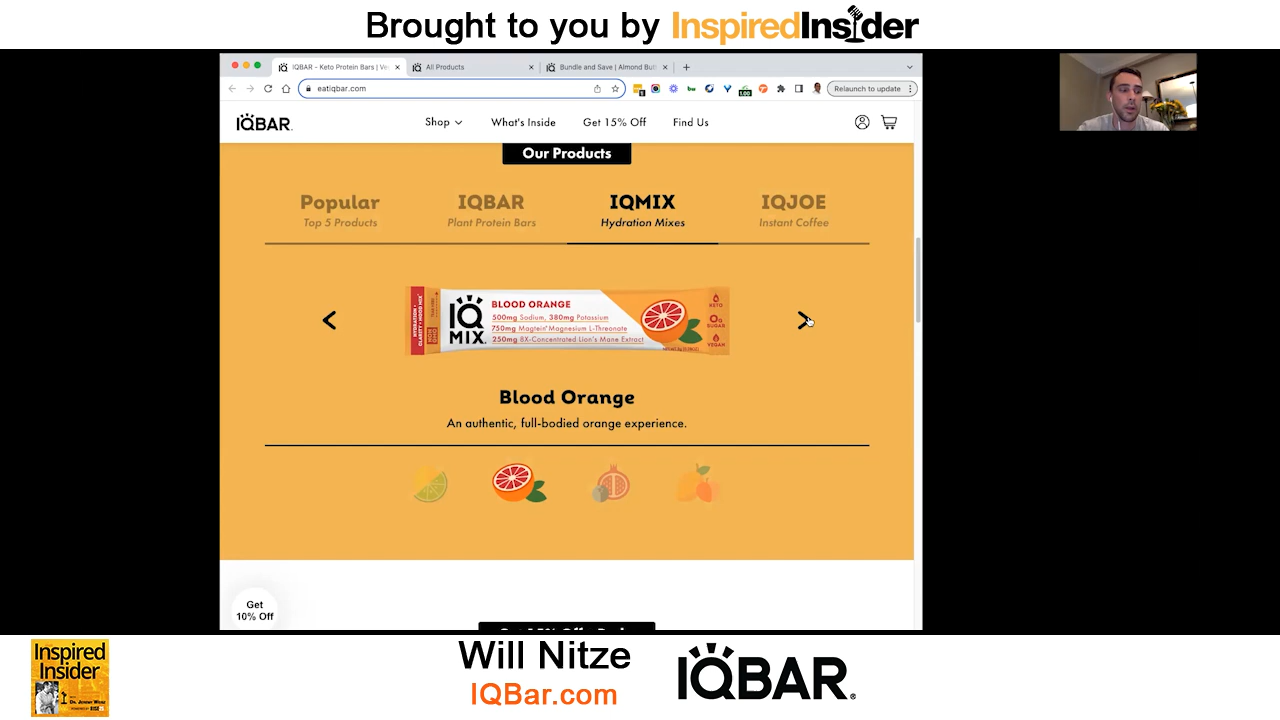 Brought to you by InspiredInsider
IQBAR - Keto Protein Bars | Ve
All Products
Bundle and Save | Almond But
eatiqbar.com
Relaunch to update
IQBAR
Shop
What's Inside
Get 15% Off
Find Us
Our Products
Popular
Top 5 Products
IQBAR
Plant Protein Bars
IQMIX
Hydration Mixes
IQJOE
Instant Coffee
IQ
MIX
BLOOD ORANGE
500mg Sodium, 380mg Potassium
750mg Magtein® Magnesium L-Threonate
250mg 8X-Concentrated Lion's Mane Extract
KETO
0g
SUGAR
VEGAN
Blood Orange
An authentic, full-bodied orange experience.
Get
10% Off
Inspired
Insider
Will Nitze
IQBar.com
IQBAR®